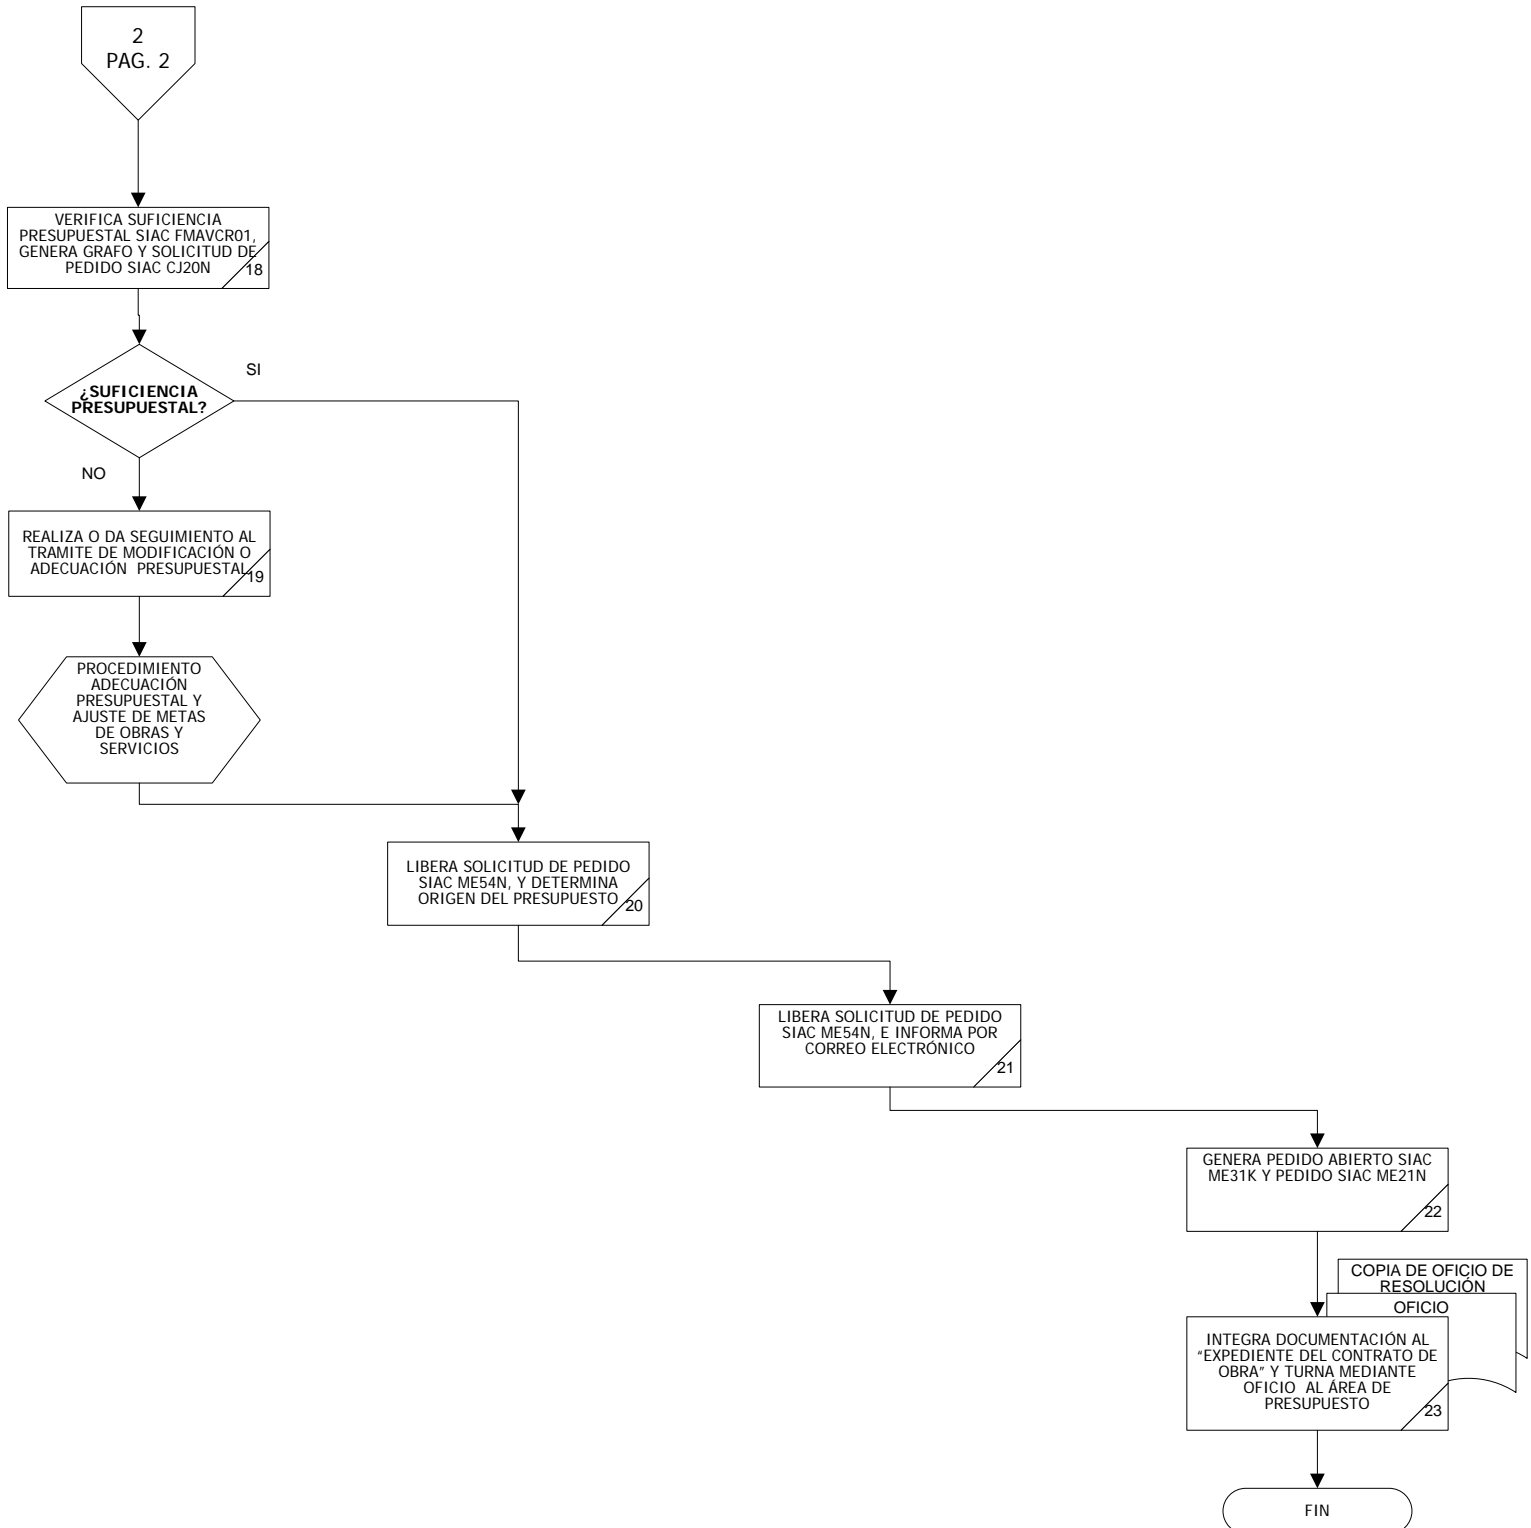 2
PAG. 2
VERIFICA SUFICIENCIA
PRESUPUESTAL SIAC FMAVCR01,
GENERA GRAFO Y SOLICITUD DE
PEDIDO SIAC CJ20N
18
¿SUFICIENCIA
PRESUPUESTAL?
SI
NO
REALIZA O DA SEGUIMIENTO AL
TRAMITE DE MODIFICACIÓN O
ADECUACIÓN PRESUPUESTAL
19
PROCEDIMIENTO
ADECUACIÓN
PRESUPUESTAL Y
AJUSTE DE METAS
DE OBRAS Y
SERVICIOS
LIBERA SOLICITUD DE PEDIDO
SIAC ME54N, Y DETERMINA
ORIGEN DEL PRESUPUESTO
20
LIBERA SOLICITUD DE PEDIDO
SIAC ME54N, E INFORMA POR
CORREO ELECTRÓNICO
21
GENERA PEDIDO ABIERTO SIAC
ME31K Y PEDIDO SIAC ME21N
22
COPIA DE OFICIO DE
RESOLUCIÓN
OFICIO
INTEGRA DOCUMENTACIÓN AL
“EXPEDIENTE DEL CONTRATO DE
OBRA” Y TURNA MEDIANTE
OFICIO AL ÁREA DE
PRESUPUESTO
23
FIN